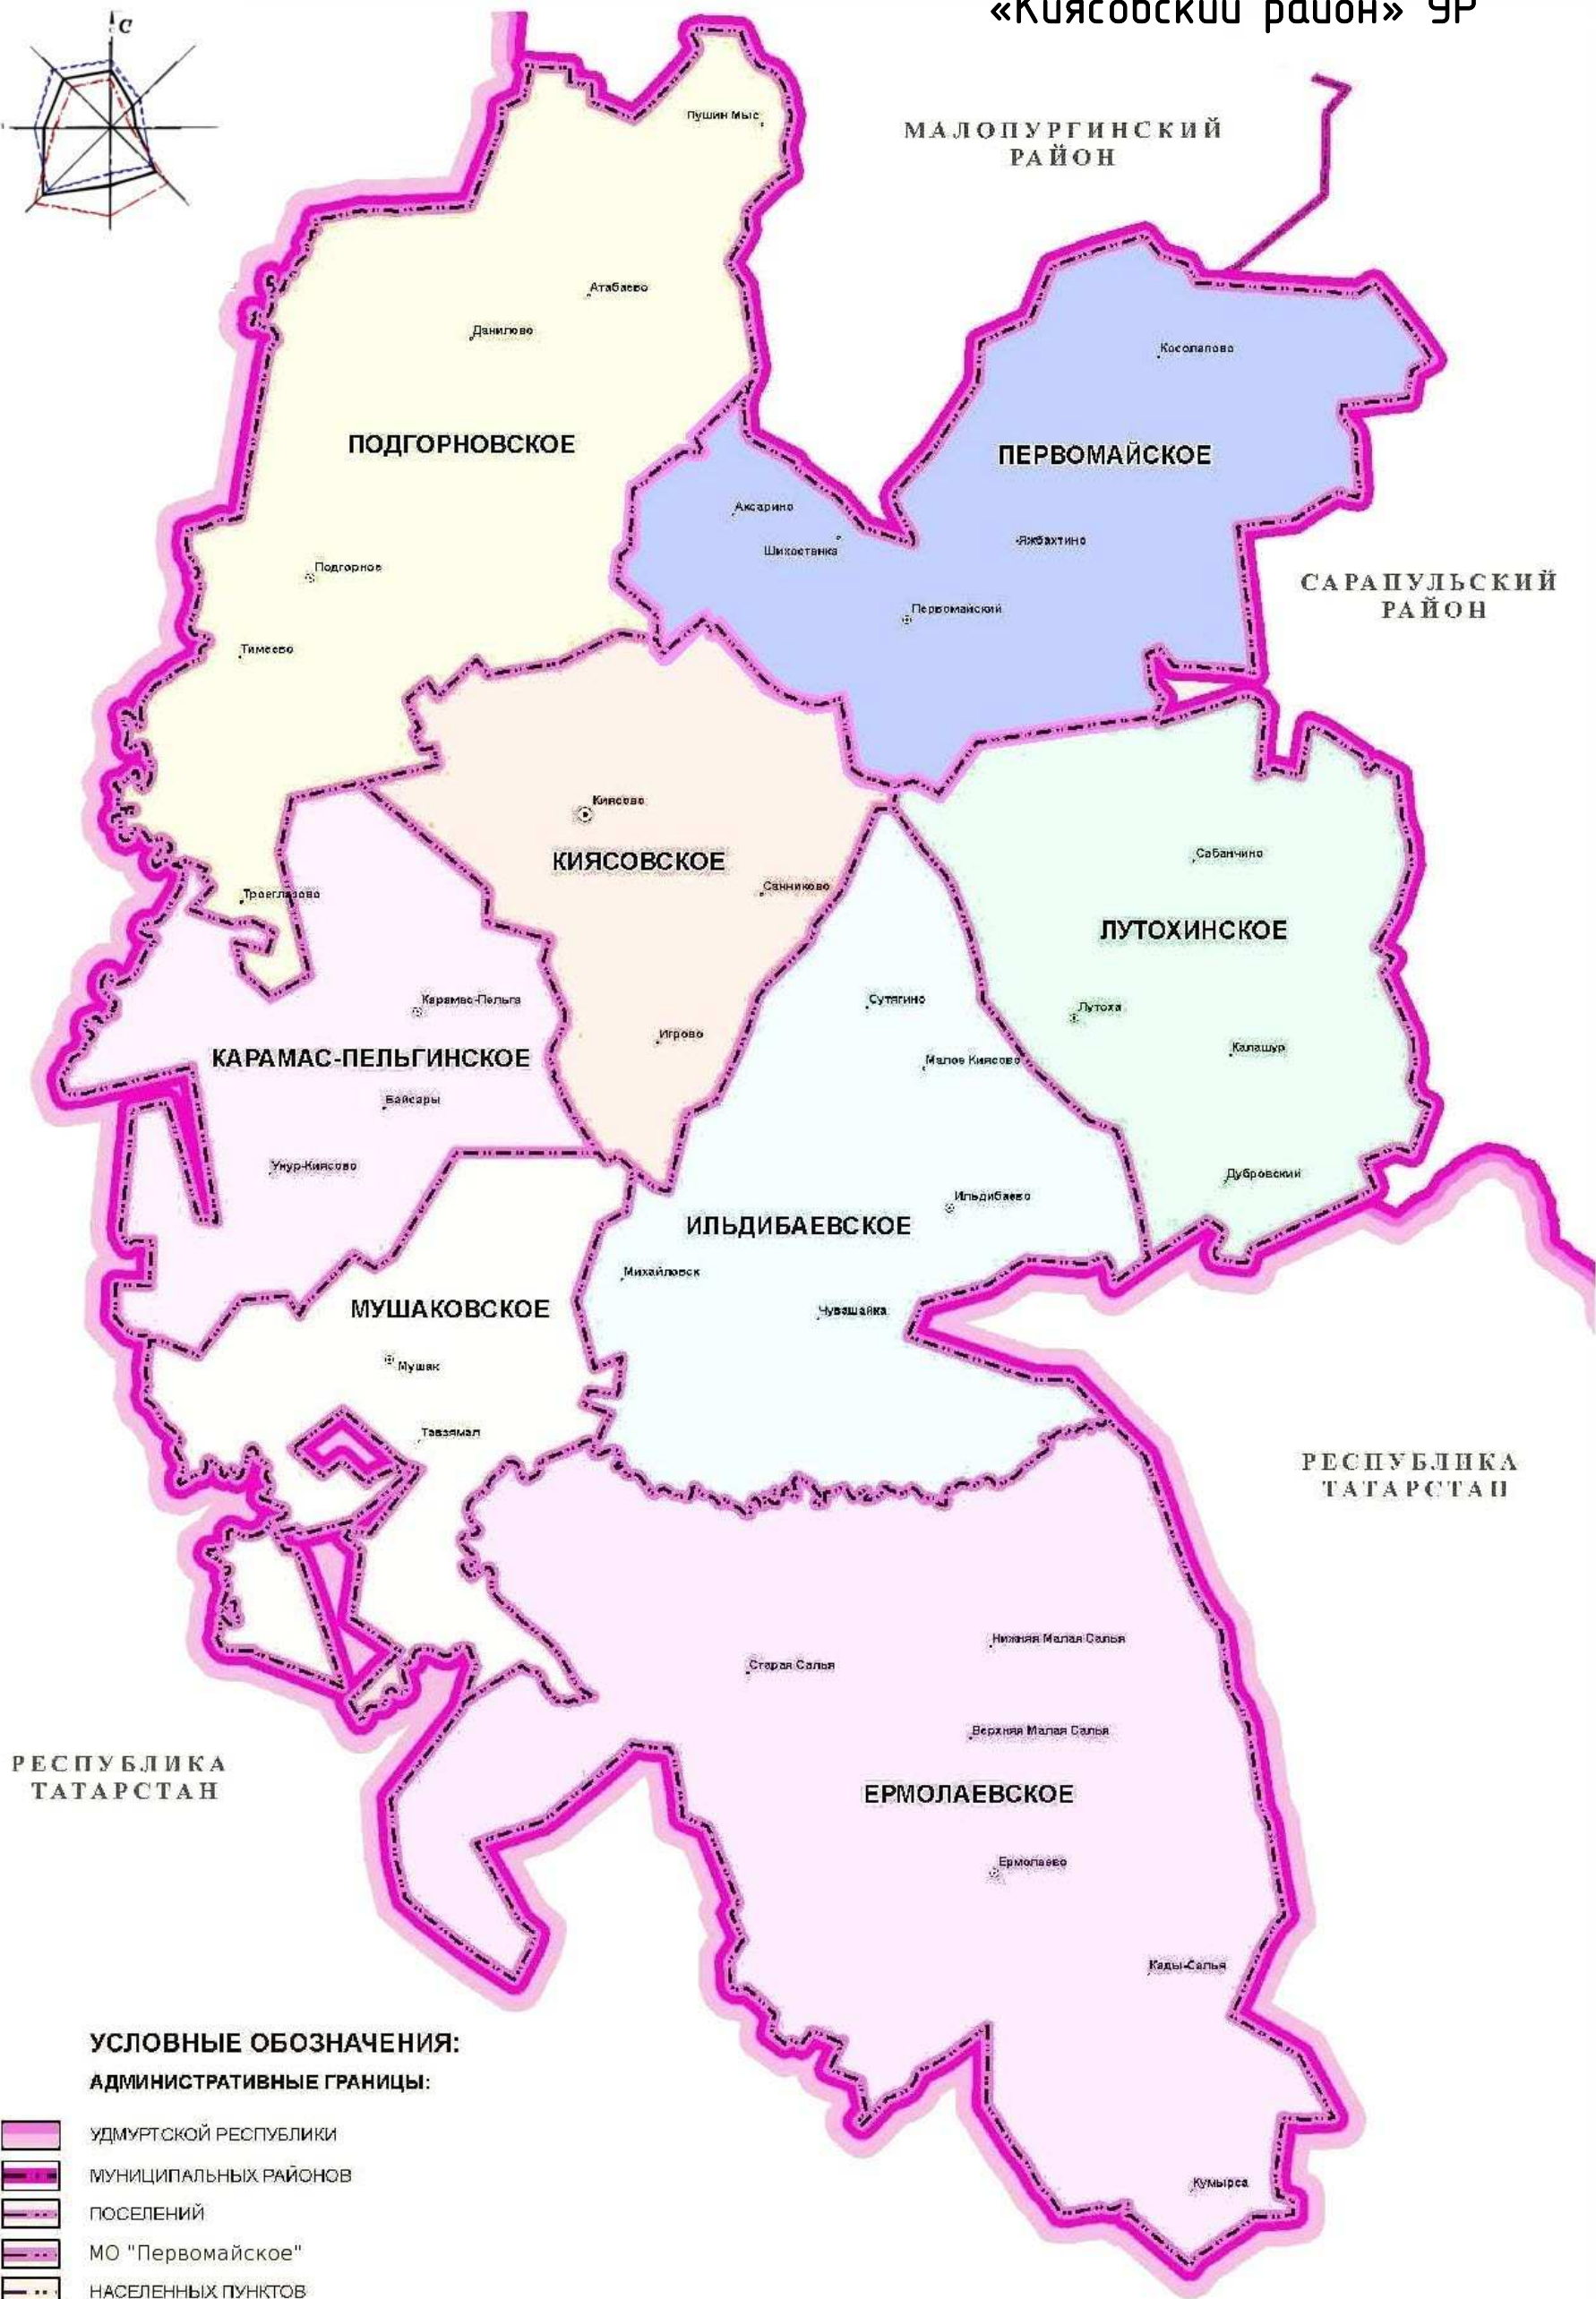 «Киясовский район» УР
С
МАЛОПУРГИНСКИЙ
РАЙОН
Пушин Мыс
Атабаево
Данилово
Косолапово
ПОДГОРНОВСКОЕ
ПЕРВОМАЙСКОЕ
Аксарино
Шихостанка
Яжбахтино
Подгорное
САРАПУЛЬСКИЙ
РАЙОН
Первомайский
Тимеево
Киясово
КИЯСОВСКОЕ
Сабанчино
Санниково
Троеглазово
ЛУТОХИНСКОЕ
Карамас-Пельга
Сутягино
Лутоха
Игрово
Калашур
КАРАМАС-ПЕЛЬГИНСКОЕ
Малое Киясово
Байсары
Унур-Киясово
Дубровский
Ильдибаево
ИЛЬДИБАЕВСКОЕ
Михайловск
МУШАКОВСКОЕ
Чувашайка
Мушак
Тавзямал
РЕСПУБЛИКА
ТАТАРСТАН
Нижняя Малая Салья
Старая Салья
Верхняя Малая Салья
РЕСПУБЛИКА
ТАТАРСТАН
ЕРМОЛАЕВСКОЕ
Ермолаево
Кады-Салья
УСЛОВНЫЕ ОБОЗНАЧЕНИЯ:
АДМИНИСТРАТИВНЫЕ ГРАНИЦЫ:
УДМУРТСКОЙ РЕСПУБЛИКИ
МУНИЦИПАЛЬНЫХ РАЙОНОВ
Кумырса
ПОСЕЛЕНИЙ
МО "Первомайское"
НАСЕЛЕННЫХ ПУНКТОВ